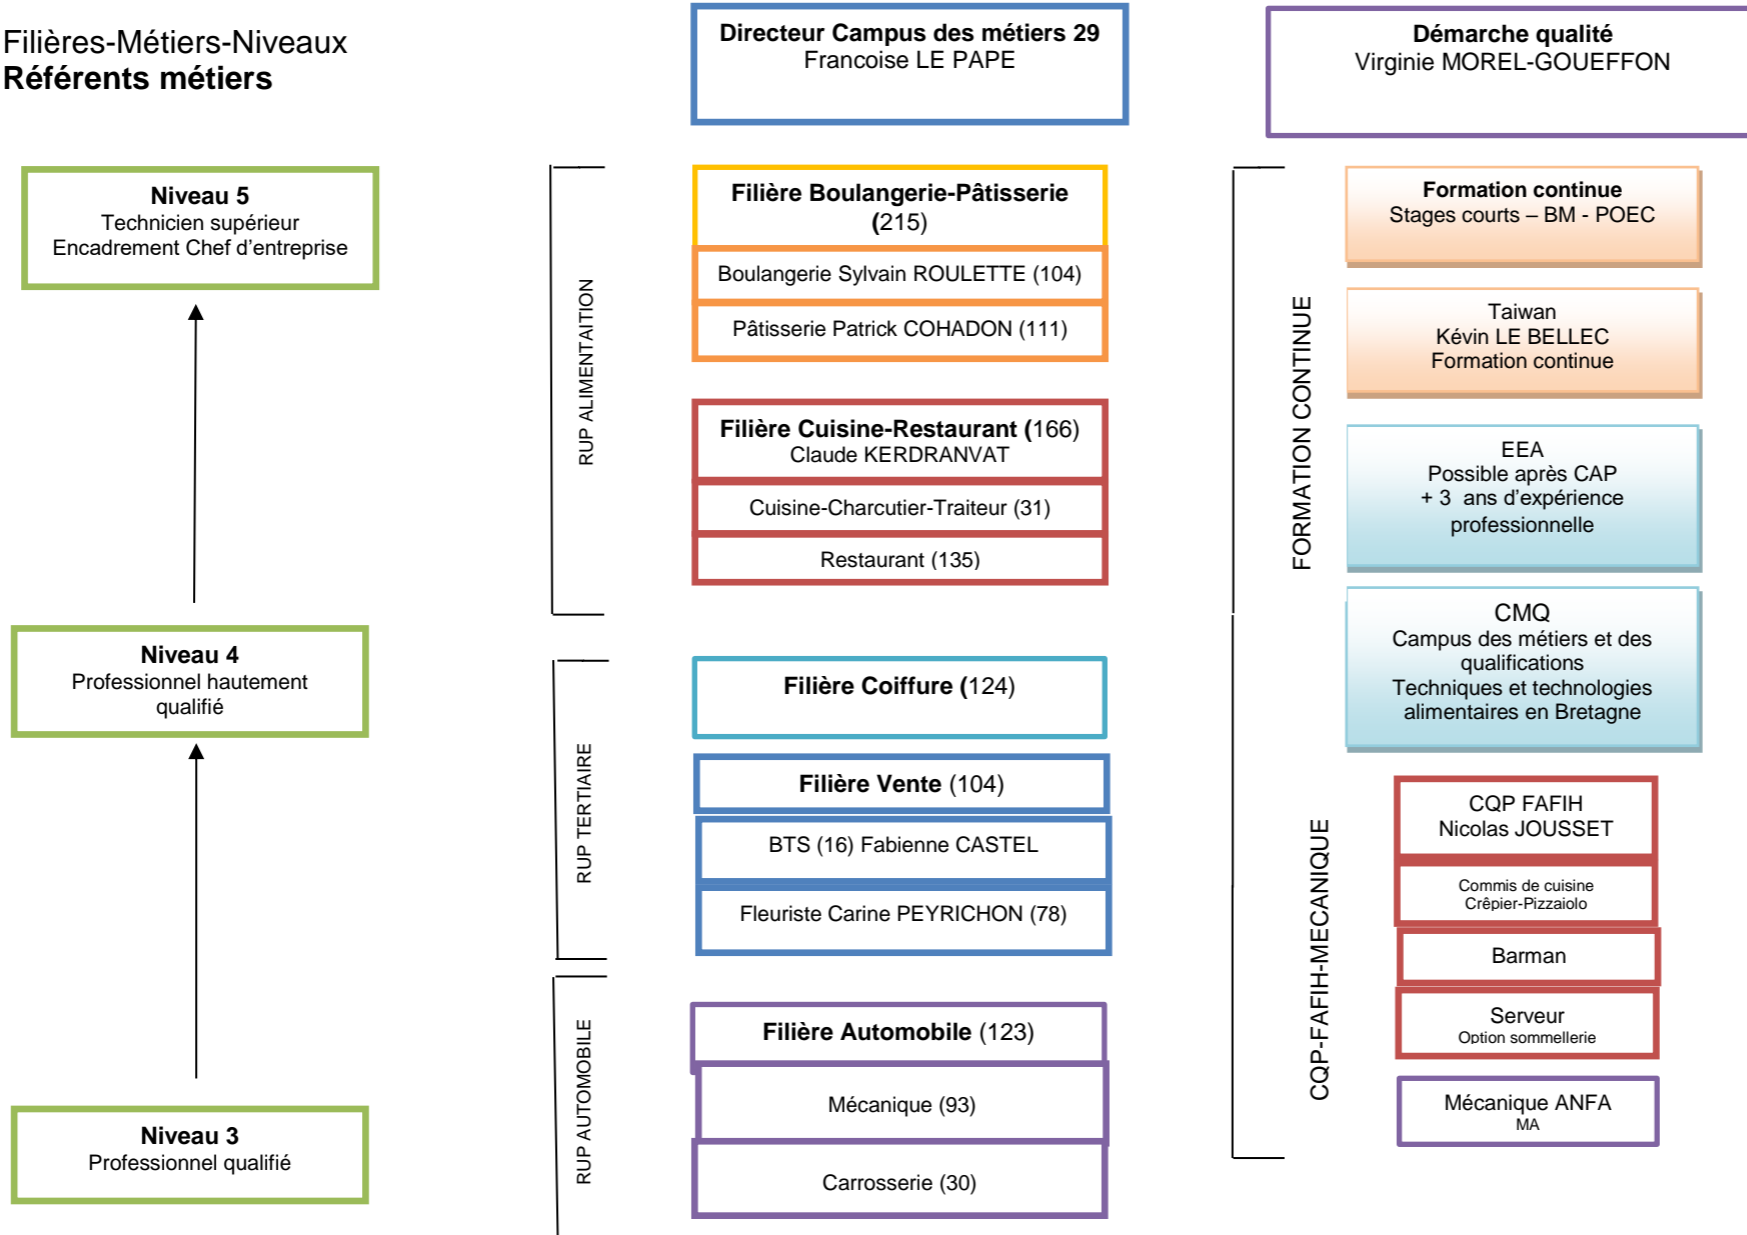 Filières-Métiers-Niveaux
Référents métiers
Directeur Campus des métiers 29
Francoise LE PAPE
Démarche qualité
Virginie MOREL-GOUEFFON
Niveau 5
Technicien supérieur
Encadrement Chef d'entreprise
Niveau 4
Professionnel hautement
qualifié
Niveau 3
Professionnel qualifié
RUP ALIMENTAITION
Filière Boulangerie-Pâtisserie
(215)
Boulangerie Sylvain ROULETTE (104)
Pâtisserie Patrick COHADON (111)
Filière Cuisine-Restaurant (166)
Claude KERDRANVAT
Cuisine-Charcutier-Traiteur (31)
Restaurant (135)
RUP TERTIAIRE
Filière Coiffure (124)
Filière Vente (104)
BTS (16) Fabienne CASTEL
Fleuriste Carine PEYRICHON (78)
RUP AUTOMOBILE
Filière Automobile (123)
Mécanique (93)
Carrosserie (30)
FORMATION CONTINUE
Formation continue
Stages courts – BM - POEC
Taiwan
Kévin LE BELLEC
Formation continue
EEA
Possible après CAP
+ 3 ans d'expérience
professionnelle
CMQ
Campus des métiers et des
qualifications
Techniques et technologies
alimentaires en Bretagne
CQP-FAFIH-MECANIQUE
CQP FAFIH
Nicolas JOUSSET
Commis de cuisine
Crêpier-Pizzaiolo
Barman
Serveur
Option sommellerie
Mécanique ANFA
MA